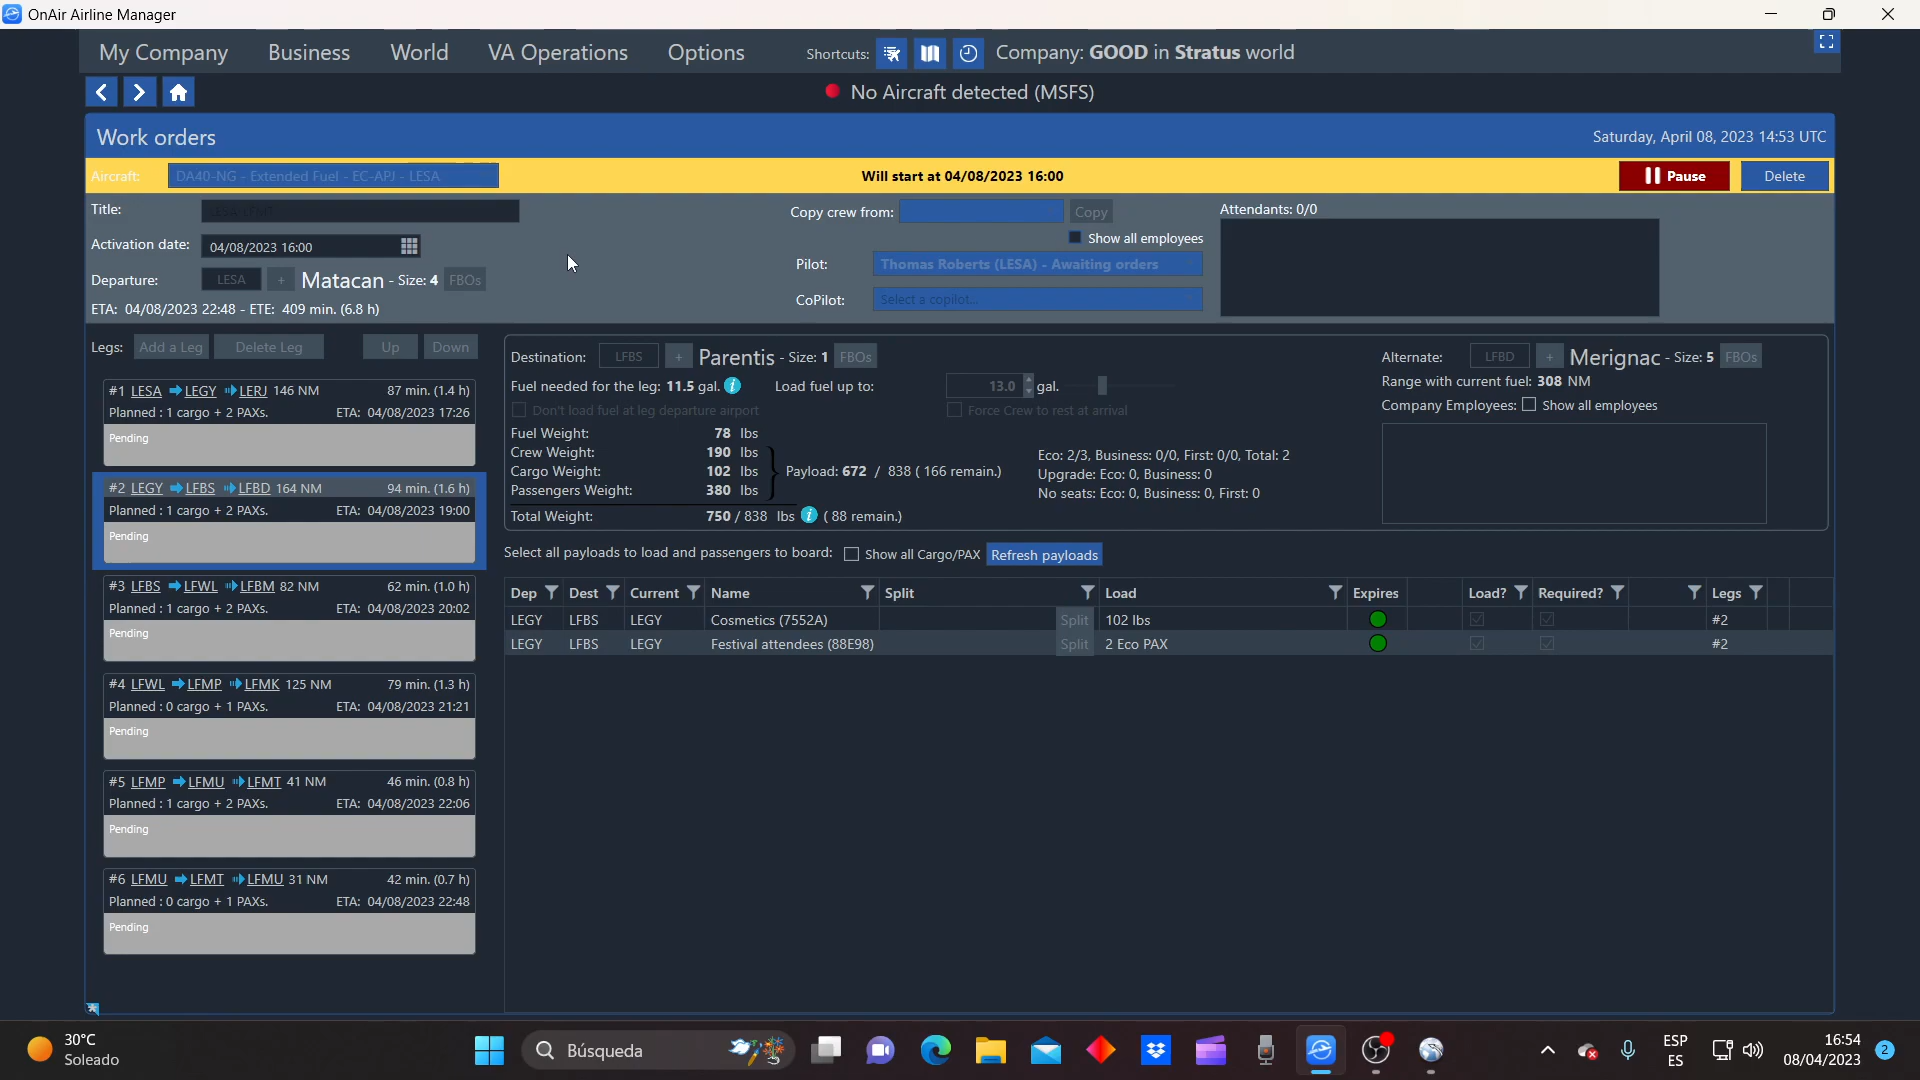 OnAir Airline Manager
My Company Business World VA Operations Options Shortcuts: Company: GOOD in Stratus world
No Aircraft detected (MSFS)
Work orders Saturday, April 08, 2023 14:53 UTC
Aircraft: DA40-NG - Extended Fuel - EC-APJ - LESA Will start at 04/08/2023 16:00 Pause Delete
Title: Copy crew from: Copy Attendants: 0/0
Show all employees
Activation date: 04/08/2023 16:00
Pilot: Thomas Roberts (LESA) - Awaiting orders
Departure: LESA + Matacan - Size: 4 FBOs
CoPilot: Select a copilot...
ETA: 04/08/2023 22:48 - ETE: 409 min. (6.8 h)
Legs: Add a Leg Delete Leg Up Down
#1 LESA LEGY LERJ 146 NM 87 min. (1.4 h)
Planned : 1 cargo + 2 PAXs. ETA: 04/08/2023 17:26
Pending
#2 LEGY LFBS LFBD 164 NM 94 min. (1.6 h)
Planned : 1 cargo + 2 PAXs. ETA: 04/08/2023 19:00
Pending
#3 LFBS LFWL LFBM 82 NM 62 min. (1.0 h)
Planned : 1 cargo + 2 PAXs. ETA: 04/08/2023 20:02
Pending
#4 LFWL LFMP LFMK 125 NM 79 min. (1.3 h)
Planned : 0 cargo + 1 PAXs. ETA: 04/08/2023 21:21
Pending
#5 LFMP LFMU LFMT 41 NM 46 min. (0.8 h)
Planned : 1 cargo + 2 PAXs. ETA: 04/08/2023 22:06
Pending
#6 LFMU LFMT LFMU 31 NM 42 min. (0.7 h)
Planned : 0 cargo + 1 PAXs. ETA: 04/08/2023 22:48
Pending
Destination: LFBS + Parentis - Size: 1 FBOs Alternate: LFBD + Merignac - Size: 5 FBOs
Fuel needed for the leg: 11.5 gal. Load fuel up to: 13.0 gal. Range with current fuel: 308 NM
Don't load fuel at leg departure airport Force Crew to rest at arrival Company Employees: Show all employees
Fuel Weight: 78 lbs
Crew Weight: 190 lbs
Cargo Weight: 102 lbs Payload: 672 / 838 ( 166 remain.)
Passengers Weight: 380 lbs
Eco: 2/3, Business: 0/0, First: 0/0, Total: 2
Upgrade: Eco: 0, Business: 0
No seats: Eco: 0, Business: 0, First: 0
Total Weight: 750 / 838 lbs ( 88 remain.)
Select all payloads to load and passengers to board: Show all Cargo/PAX Refresh payloads
Dep Dest Current Name Split Load Expires Load? Required? Legs
LEGY LFBS LEGY Cosmetics (7552A) Split 102 lbs #2
LEGY LFBS LEGY Festival attendees (88E98) Split 2 Eco PAX #2
30°C
Soleado
Búsqueda
ESP
ES
16:54
08/04/2023
2